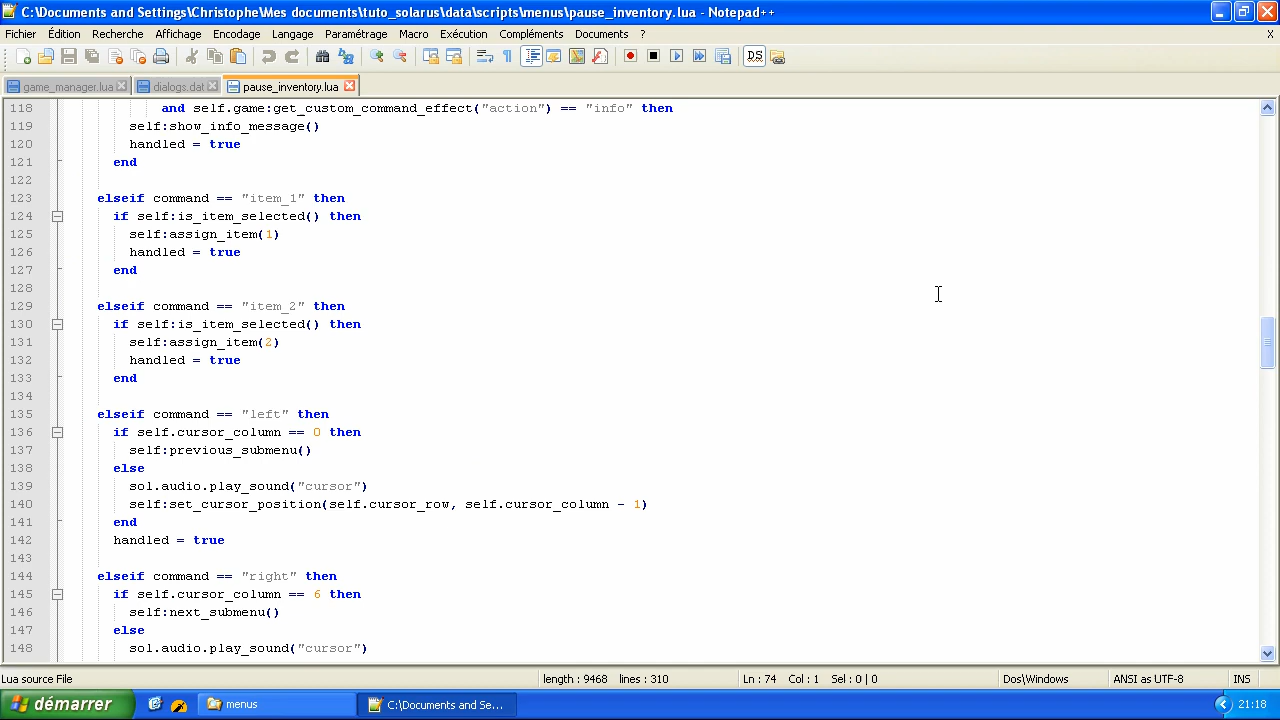 C:\Documents and Settings\Christophe\Mes documents\tuto_solarus\data\scripts\menus\pause_inventory.lua - Notepad++
Fichier Édition Recherche Affichage Encodage Langage Paramétrage Macro Exécution Compléments Documents ? X
game_manager.lua dialogs.dat pause_inventory.lua
118 and self.game:get_custom_command_effect("action") == "info" then
119 self:show_info_message()
120 handled = true
121 end
122
123 elseif command == "item_1" then
124 if self:is_item_selected() then
125 self:assign_item(1)
126 handled = true
127 end
128
129 elseif command == "item_2" then
130 if self:is_item_selected() then
131 self:assign_item(2)
132 handled = true
133 end
134
135 elseif command == "left" then
136 if self.cursor_column == 0 then
137 self:previous_submenu()
138 else
139 sol.audio.play_sound("cursor")
140 self:set_cursor_position(self.cursor_row, self.cursor_column - 1)
141 end
142 handled = true
143
144 elseif command == "right" then
145 if self.cursor_column == 6 then
146 self:next_submenu()
147 else
148 sol.audio.play_sound("cursor")
Lua source File length : 9468 lines : 310 Ln : 74 Col : 1 Sel : 0 | 0 Dos\Windows ANSI as UTF-8 INS
démarrer menus C:\Documents and Se... 21:18